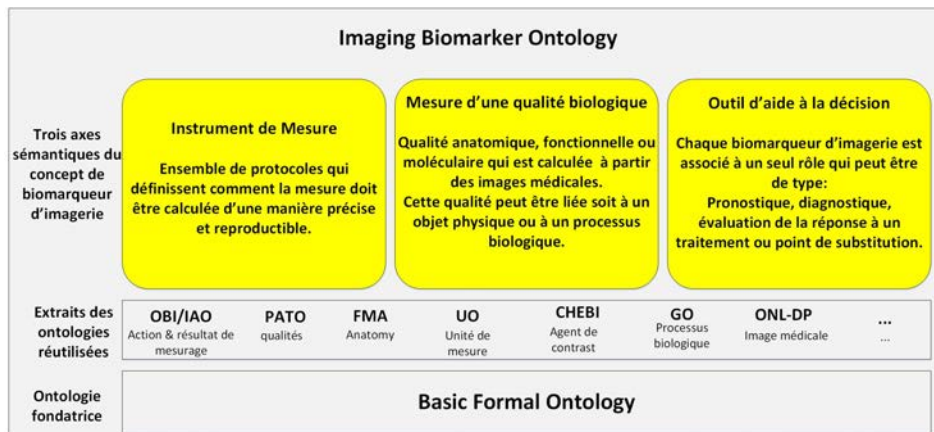 Imaging Biomarker Ontology
Trois axes
sémantiques du
concept de
biomarqueur
d'imagerie
Instrument de Mesure
Ensemble de protocoles qui
définissent comment la mesure doit
être calculée d'une manière précise
et reproductible.
Mesure d'une qualité biologique
Qualité anatomique, fonctionnelle ou
moléculaire qui est calculée à partir
des images médicales.
Cette qualité peut être liée soit à un
objet physique ou à un processus
biologique.
Outil d'aide à la décision
Chaque biomarqueur d'imagerie est
associé à un seul rôle qui peut être
de type:
Pronostique, diagnostique,
évaluation de la réponse à un
traitement ou point de substitution.
Extraits des
ontologies
réutilisées
OBI/IAO
Action & résultat de
mesurage
PATO
qualités
FMA
Anatomy
UO
Unité de
mesure
CHEBI
Agent de
contrast
GO
Processus
biologique
ONL-DP
Image médicale
...
...
Ontologie
fondatrice
Basic Formal Ontology